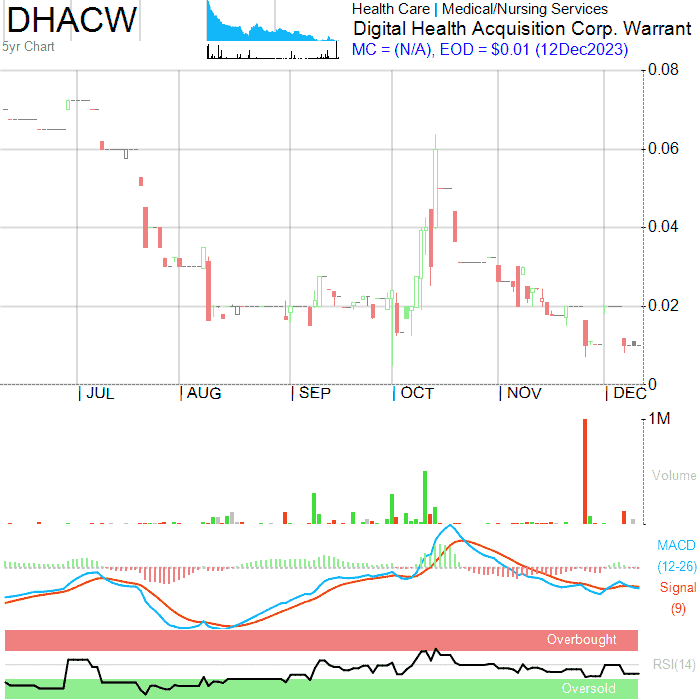 DHACW
5yr Chart
Health Care | Medical/Nursing Services
Digital Health Acquisition Corp. Warrant
MC = (N/A), EOD = $0.01 (12Dec2023)
0.08
0.06
0.04
0.02
0
JUL AUG SEP OCT NOV DEC
1M
Volume
MACD
(12-26)
Signal
(9)
Overbought
RSI(14)
Oversold